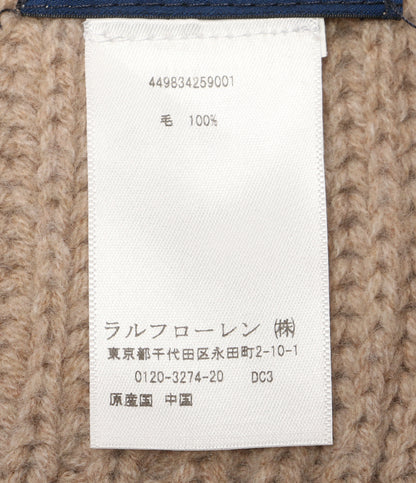 449834259001
毛 100%
ラルフローレン ㈱
東京都千代田区永田町2-10-1
0120-3274-20 DC3
原産国 中国